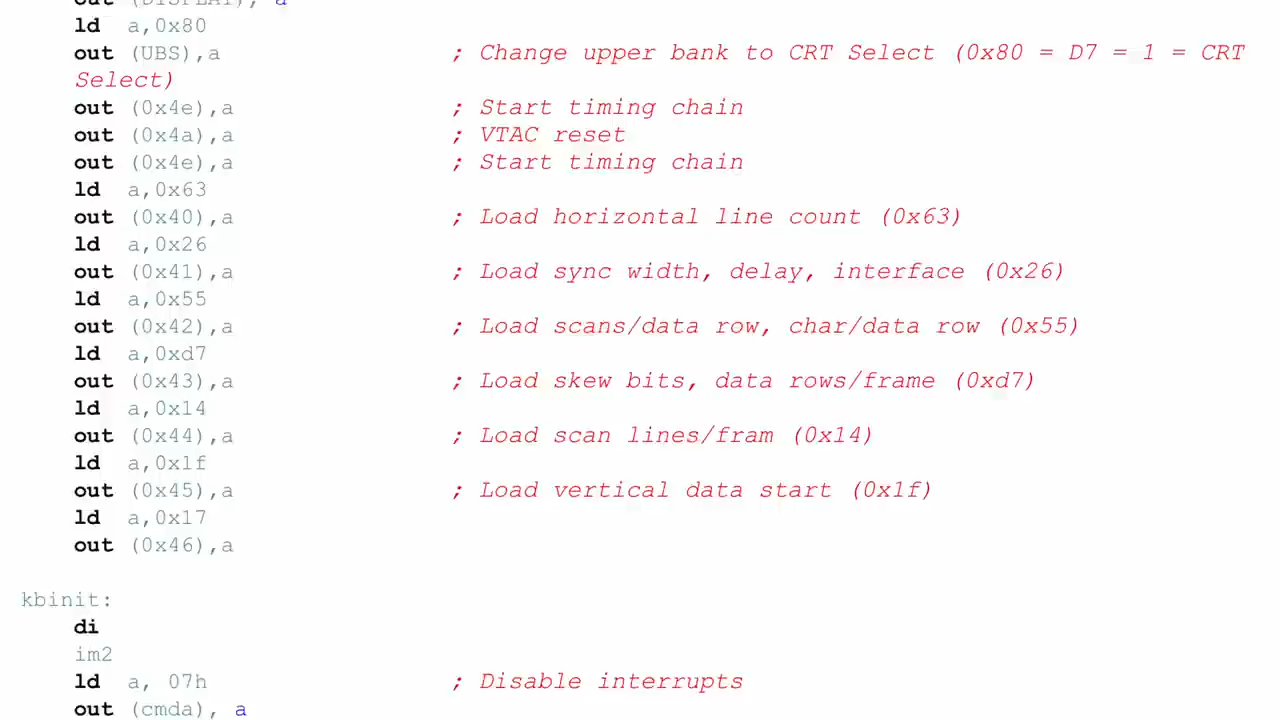 out (DISPLAY), a
ld a,0x80
out (UBS),a ; Change upper bank to CRT Select (0x80 = D7 = 1 = CRT
Select)
out (0x4e),a ; Start timing chain
out (0x4a),a ; VTAC reset
out (0x4e),a ; Start timing chain
ld a,0x63
out (0x40),a ; Load horizontal line count (0x63)
ld a,0x26
out (0x41),a ; Load sync width, delay, interface (0x26)
ld a,0x55
out (0x42),a ; Load scans/data row, char/data row (0x55)
ld a,0xd7
out (0x43),a ; Load skew bits, data rows/frame (0xd7)
ld a,0x14
out (0x44),a ; Load scan lines/fram (0x14)
ld a,0x1f
out (0x45),a ; Load vertical data start (0x1f)
ld a,0x17
out (0x46),a
kbinit:
di
im2
ld a, 07h ; Disable interrupts
out (cmda), a